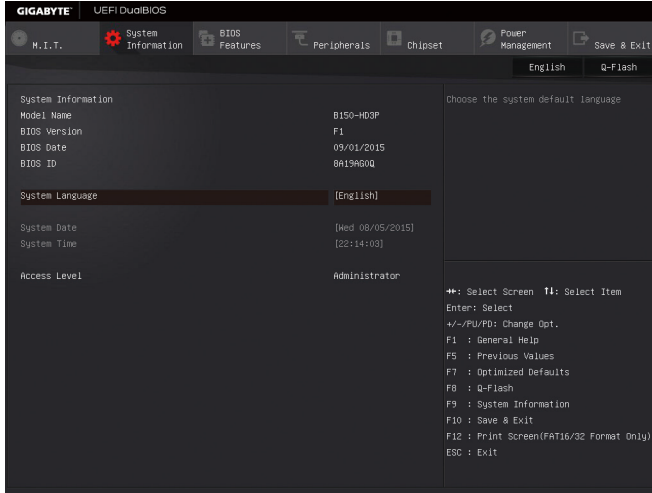 GIGABYTE™ UEFI DualBIOS
M.I.T. System Information BIOS Features Peripherals Chipset Power Management Save & Exit
English Q-Flash
System Information
Model Name B150-HD3P
BIOS Version F1
BIOS Date 09/01/2015
BIOS ID 8A19AG0Q
System Language [English]
System Date [Wed 08/05/2015]
System Time [22:14:03]
Access Level Administrator
Choose the system default language
→←: Select Screen ↑↓: Select Item
Enter: Select
+/-/PU/PD: Change Opt.
F1 : General Help
F5 : Previous Values
F7 : Optimized Defaults
F8 : Q-Flash
F9 : System Information
F10 : Save & Exit
F12 : Print Screen(FAT16/32 Format Only)
ESC : Exit